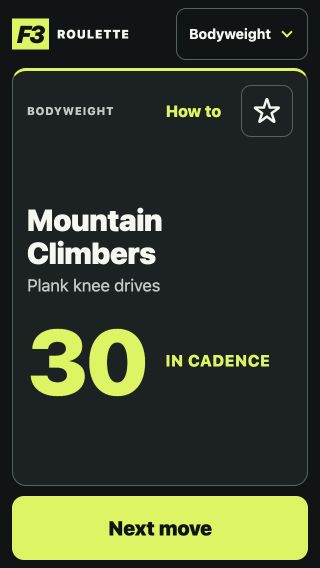 F3 ROULETTE
Bodyweight
BODYWEIGHT
How to
Mountain
Climbers
Plank knee drives
30 IN CADENCE
Next move